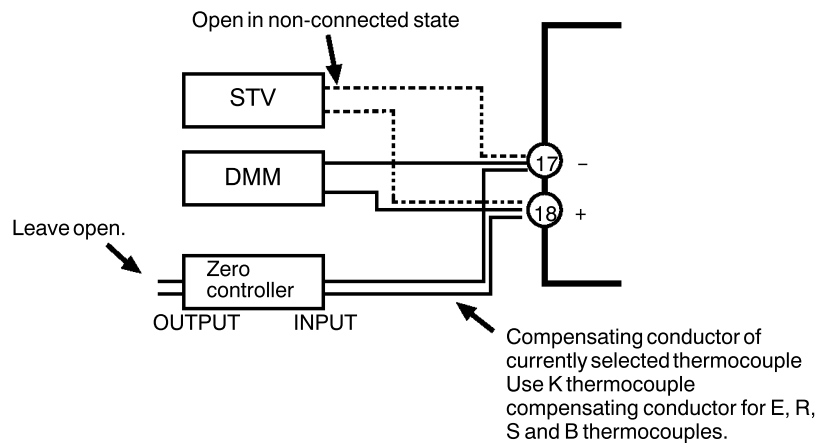 Open in non-connected state
STV
DMM
17 –
18 +
Leave open.
Zero
controller
OUTPUT INPUT
Compensating conductor of
currently selected thermocouple
Use K thermocouple
compensating conductor for E, R,
S and B thermocouples.